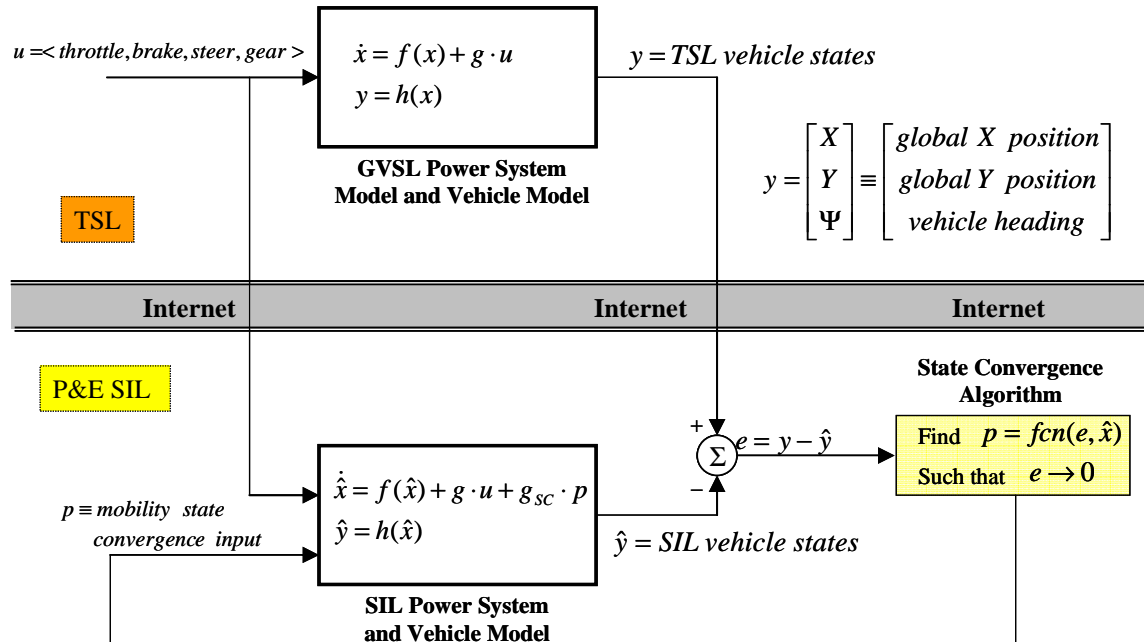 u =< throttle, brake, steer, gear >
ẋ = f(x) + g · u
y = h(x)
y = TSL vehicle states
GVSL Power System
Model and Vehicle Model
y = [X Y Ψ] ≡ [global X position
global Y position
vehicle heading]
TSL
Internet Internet Internet
P&E SIL
State Convergence
Algorithm
Find p = fcn(e, x̂)
Such that e → 0
+
Σ
−
e = y − ŷ
p ≡ mobility state
convergence input
x̂̇ = f(x̂) + g · u + g_SC · p
ŷ = h(x̂)
ŷ = SIL vehicle states
SIL Power System
and Vehicle Model